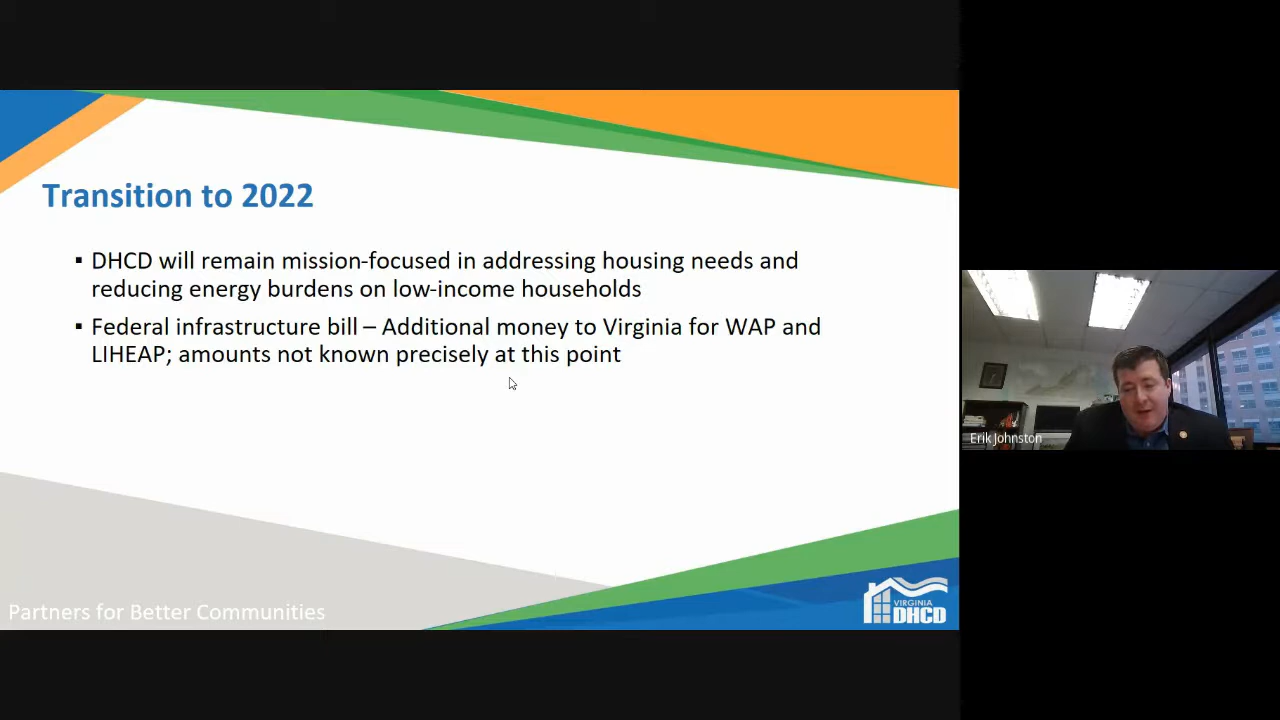 Transition to 2022
▪ DHCD will remain mission-focused in addressing housing needs and
reducing energy burdens on low-income households
▪ Federal infrastructure bill – Additional money to Virginia for WAP and
LIHEAP; amounts not known precisely at this point
Erik Johnston
Partners for Better Communities
VIRGINIA
DHCD